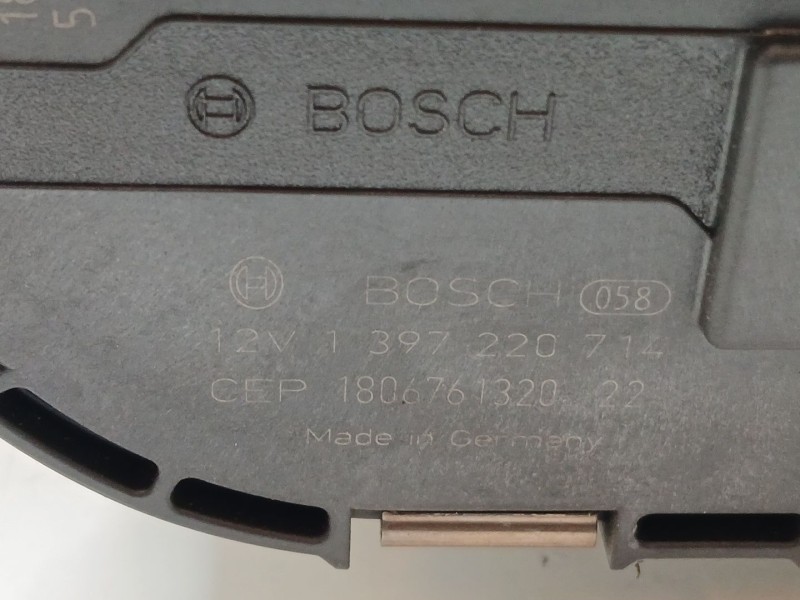 BOSCH
BOSCH 058
12V 1 397 220 714
CEP 1806761320 22
Made in Germany